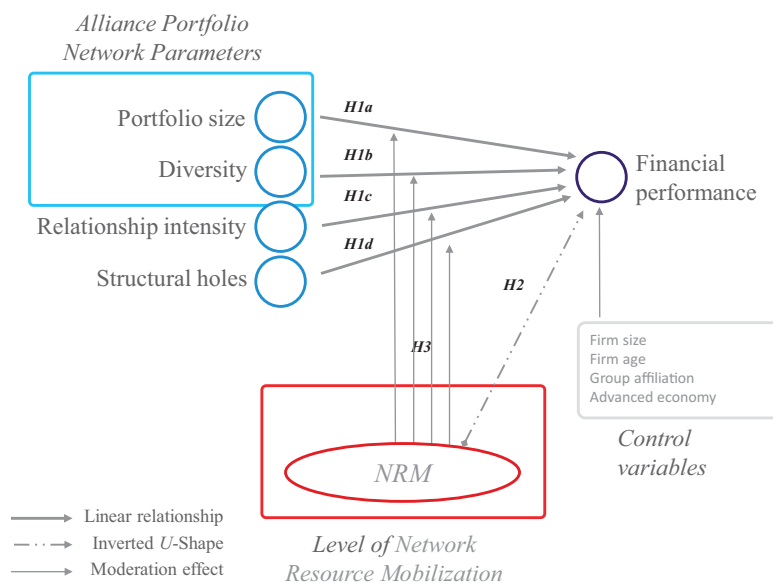 Alliance Portfolio
Network Parameters
Portfolio size
Diversity
Relationship intensity
Structural holes
H1a
H1b
H1c
H1d
Financial
performance
H2
H3
Firm size
Firm age
Group affiliation
Advanced economy
Control
variables
NRM
Level of Network
Resource Mobilization
Linear relationship
Inverted U-Shape
Moderation effect